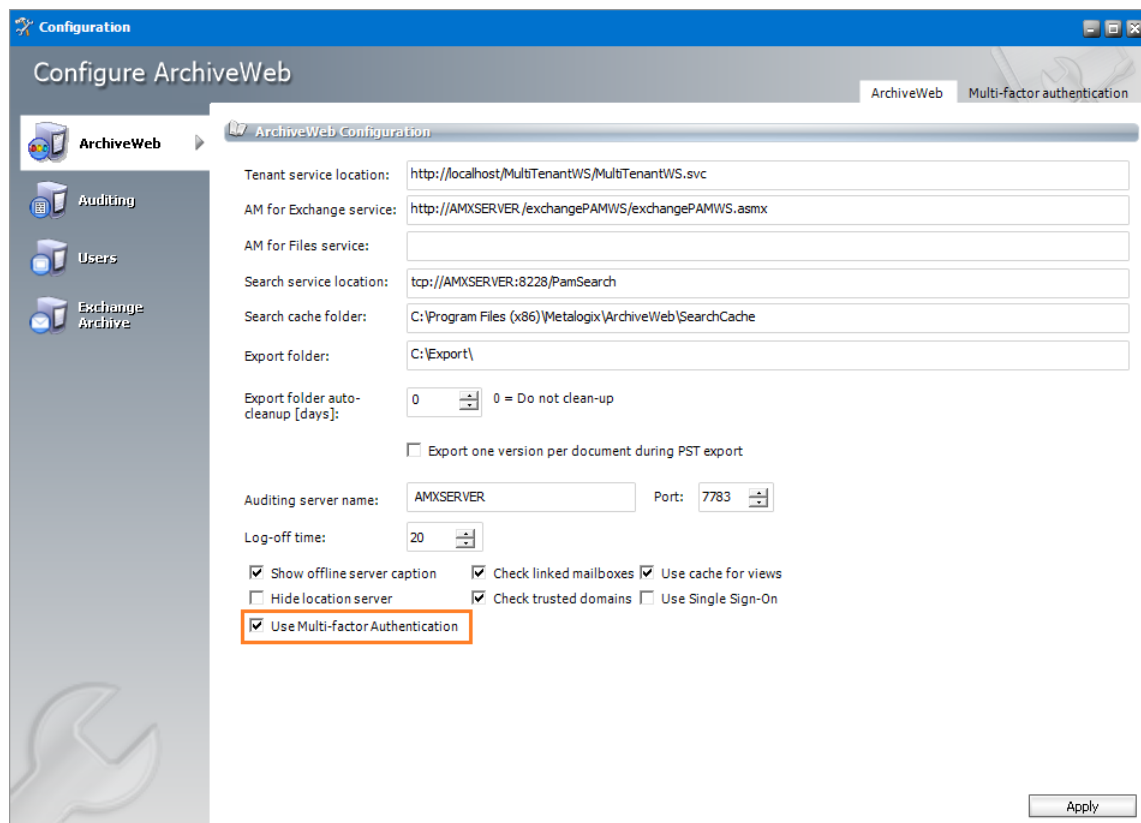 Configuration
Configure ArchiveWeb
ArchiveWeb Multi-factor authentication
ArchiveWeb
Auditing
Users
Exchange
Archive
ArchiveWeb Configuration
Tenant service location: http://localhost/MultiTenantWS/MultiTenantWS.svc
AM for Exchange service: http://AMXSERVER/exchangePAMWS/exchangePAMWS.asmx
AM for Files service:
Search service location: tcp://AMXSERVER:8228/PamSearch
Search cache folder: C:\Program Files (x86)\Metalogix\ArchiveWeb\SearchCache
Export folder: C:\Export\
Export folder auto-
cleanup [days]: 0 0 = Do not clean-up
Export one version per document during PST export
Auditing server name: AMXSERVER Port: 7783
Log-off time: 20
Show offline server caption Check linked mailboxes Use cache for views
Hide location server Check trusted domains Use Single Sign-On
Use Multi-factor Authentication
Apply